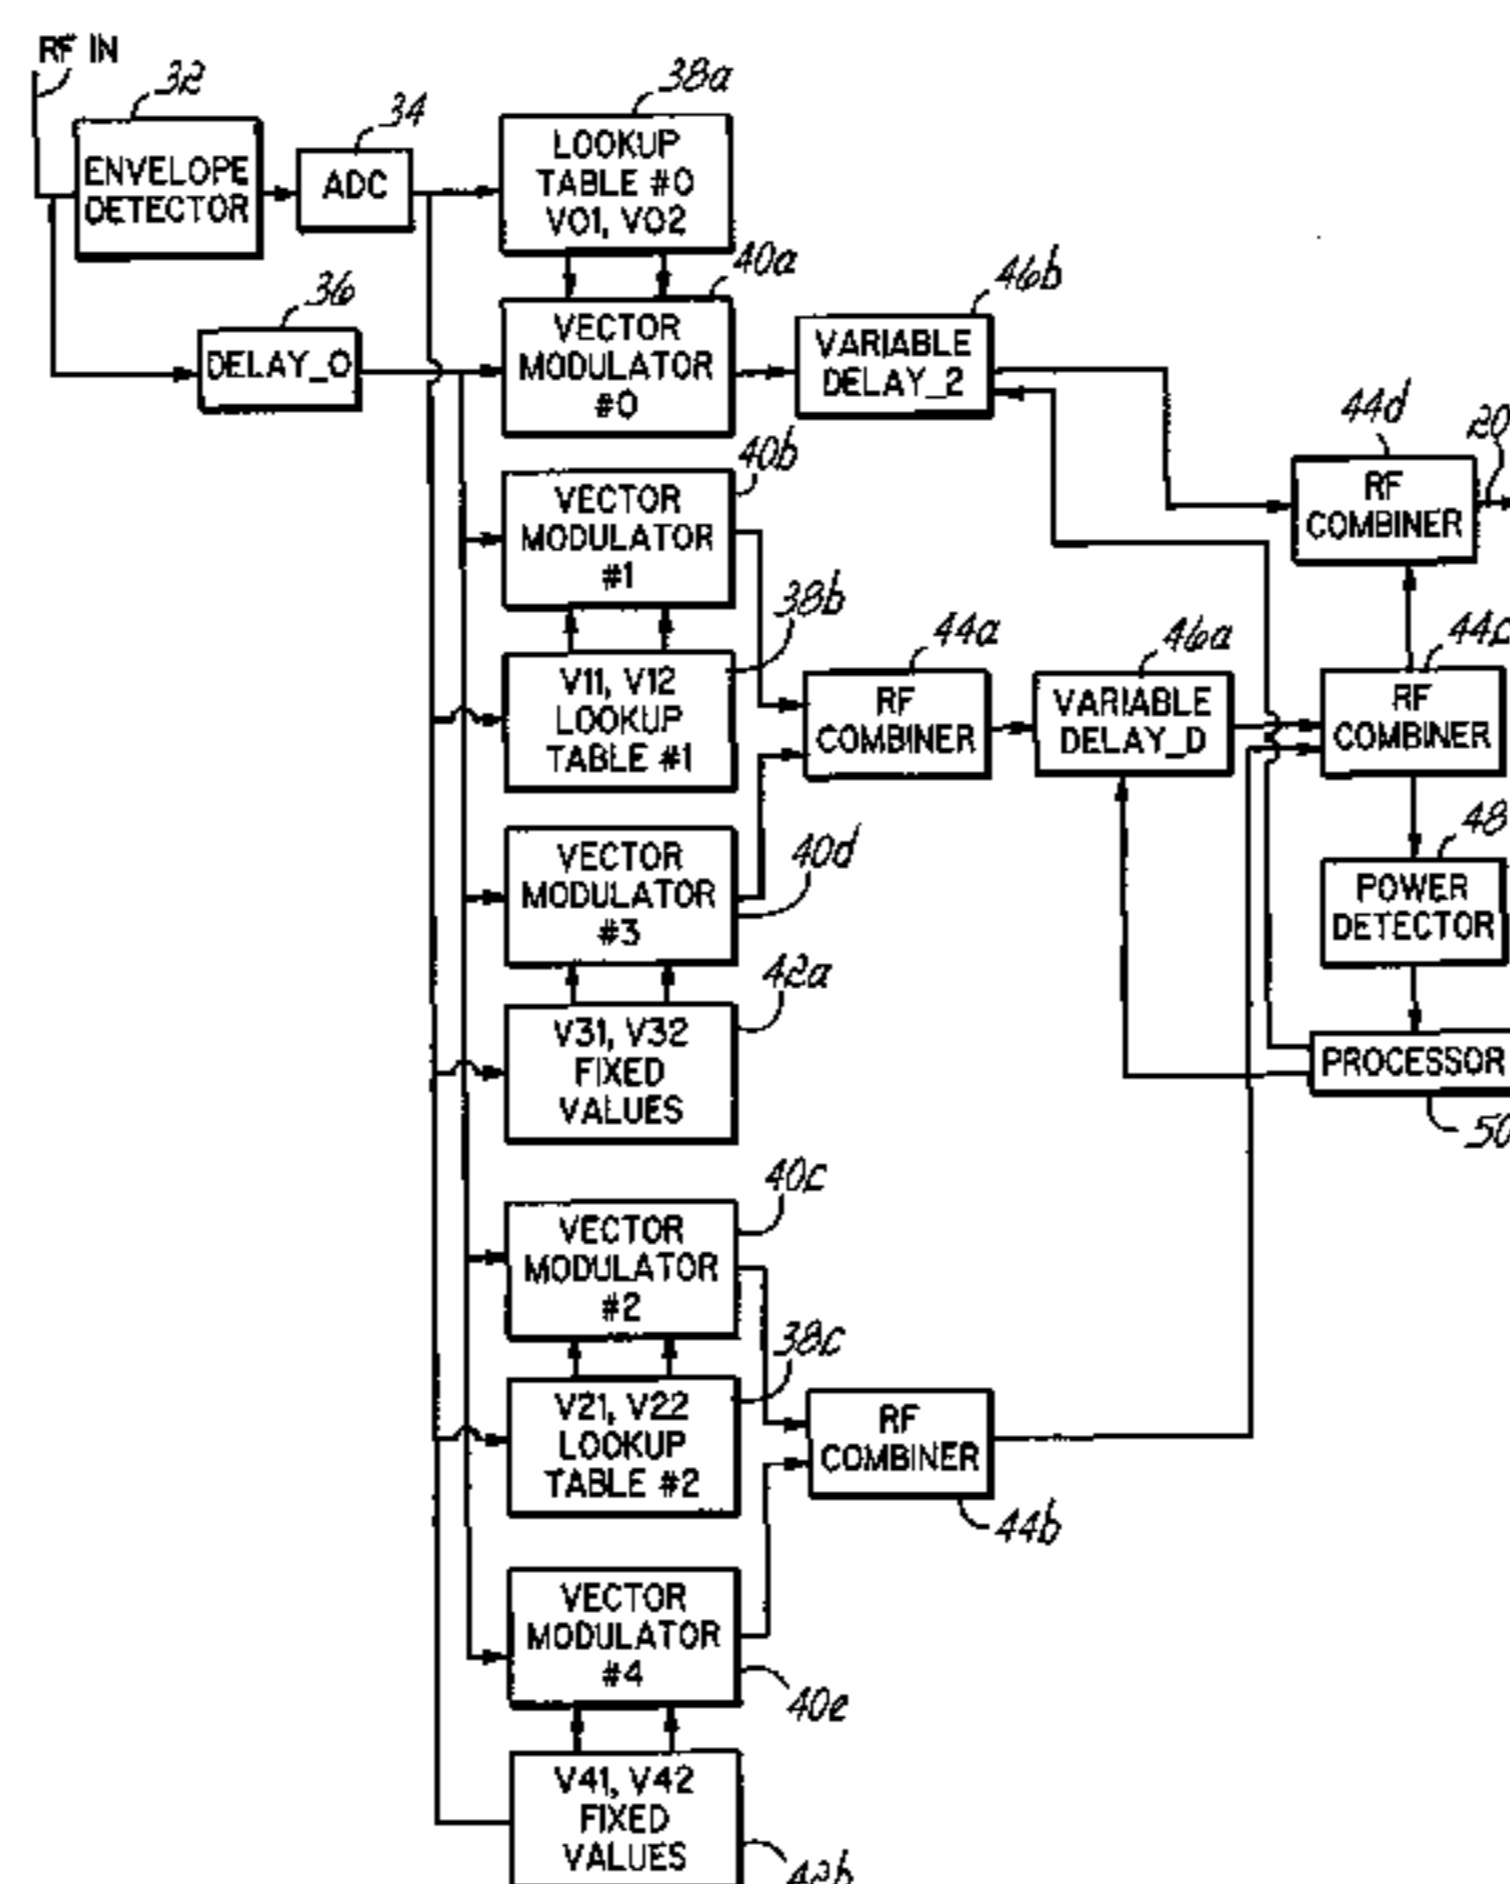 RF IN
32
ENVELOPE
DETECTOR
34
ADC
38a
LOOKUP
TABLE #0
V01, V02
36
DELAY_0
40a
VECTOR
MODULATOR
#0
46b
VARIABLE
DELAY_2
40b
VECTOR
MODULATOR
#1
44d
RF
COMBINER
20
38b
V11, V12
LOOKUP
TABLE #1
44a
RF
COMBINER
46a
VARIABLE
DELAY_D
44c
RF
COMBINER
40d
VECTOR
MODULATOR
#3
48
POWER
DETECTOR
42a
V31, V32
FIXED
VALUES
PROCESSOR
50
40c
VECTOR
MODULATOR
#2
38c
V21, V22
LOOKUP
TABLE #2
RF
COMBINER
44b
VECTOR
MODULATOR
#4
40e
V41, V42
FIXED
VALUES
42b